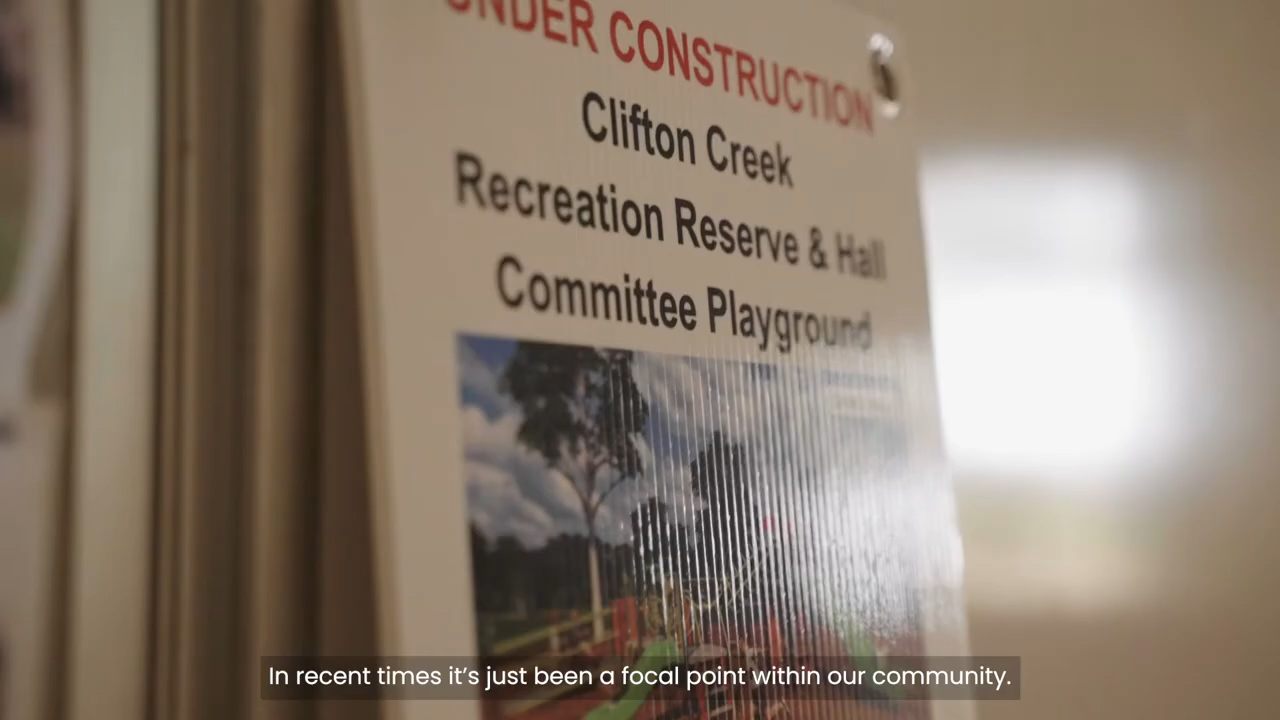 UNDER CONSTRUCTION
Clifton Creek
Recreation Reserve & Hall
Committee Playground
In recent times it’s just been a focal point within our community.